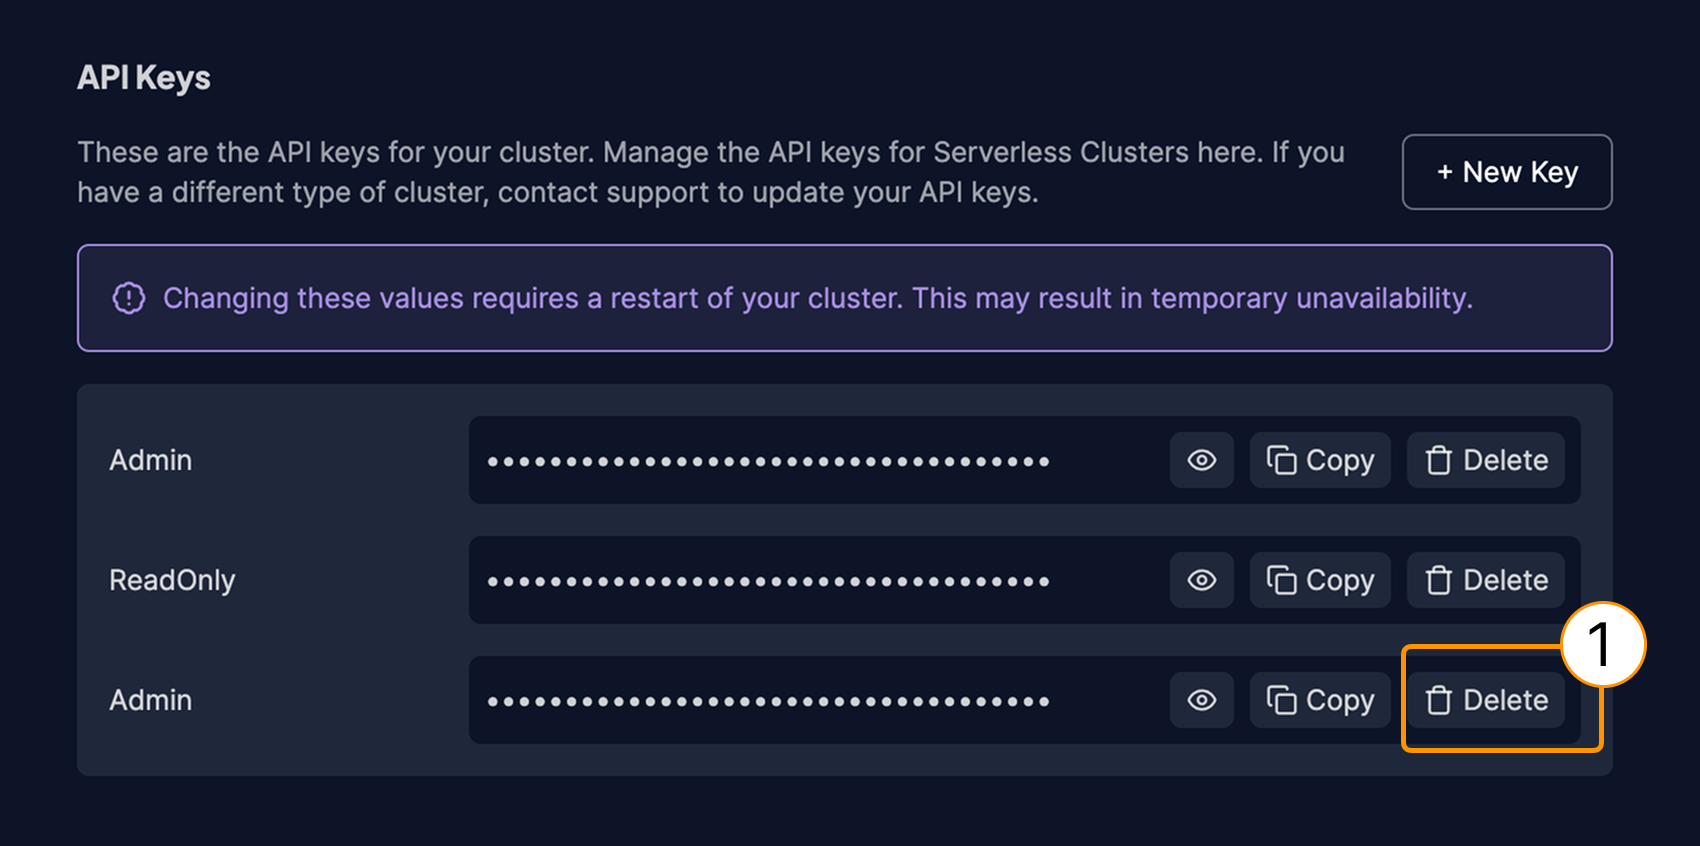 API Keys
These are the API keys for your cluster. Manage the API keys for Serverless Clusters here. If you
have a different type of cluster, contact support to update your API keys.
+ New Key
Changing these values requires a restart of your cluster. This may result in temporary unavailability.
Admin •••••••••••••••••••••••••••••••••••• Copy Delete
ReadOnly •••••••••••••••••••••••••••••••••••• Copy Delete
1
Admin •••••••••••••••••••••••••••••••••••• Copy Delete